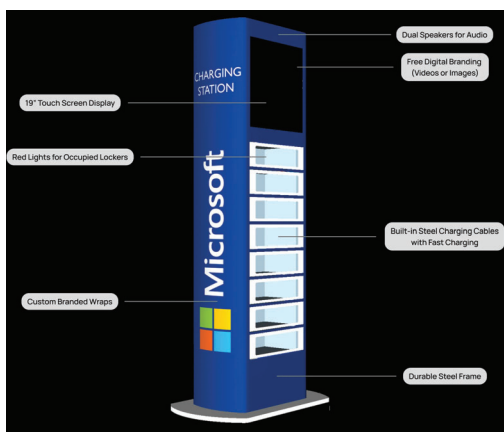 Dual Speakers for Audio
Free Digital Branding
(Videos or Images)
CHARGING
STATION
19" Touch Screen Display
Red Lights for Occupied Lockers
Microsoft
Built-in Steel Charging Cables
with Fast Charging
Custom Branded Wraps
Durable Steel Frame